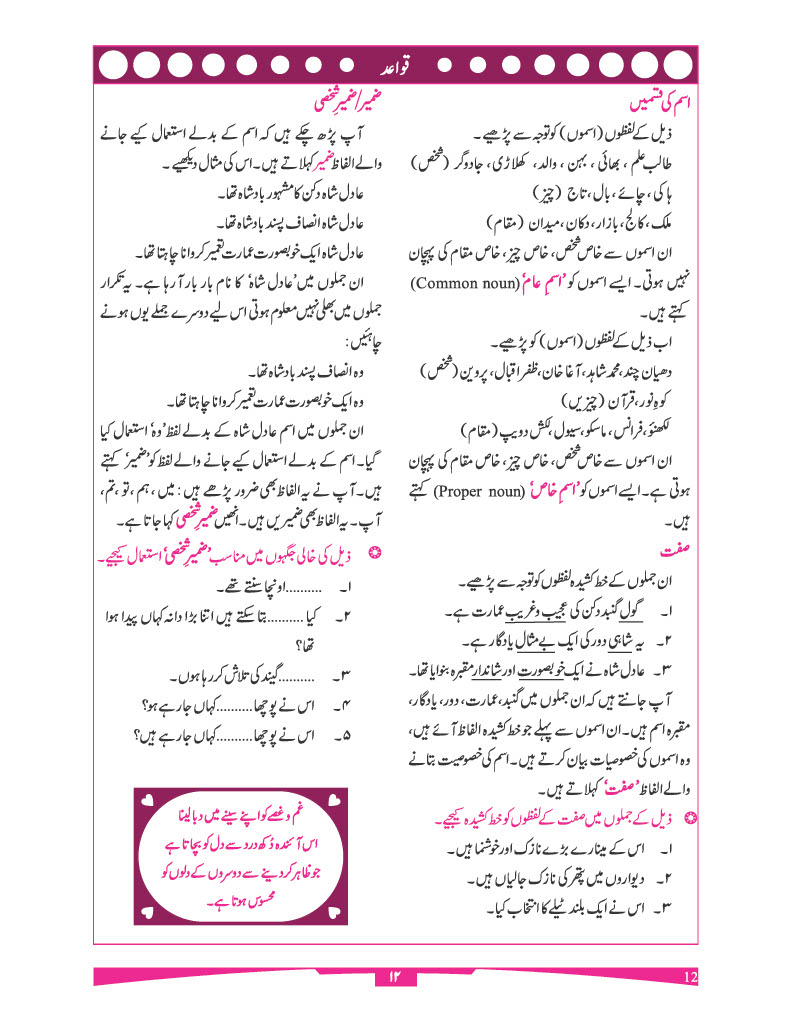 قواعد
اسم کی قسمیں
ذیل کے لفظوں (اسموں) کو توجہ سے پڑھیے۔
طالب علم ، بھائی ، بہن ، والد، کھلاڑی، جادوگر (شخص)
ہاکی ، چائے ، بال، تاج (چیز)
ملک، کالج، بازار، دکان، میدان (مقام)
ان اسموں سے خاص شخص، خاص چیز، خاص مقام کی پہچان
نہیں ہوتی۔ ایسے اسموں کو 'اسمِ عام' (Common noun)
کہتے ہیں۔
اب ذیل کے لفظوں (اسموں) کو پڑھیے۔
دھیان چند، محمد شاہد، آغا خان، ظفر اقبال، پروین (شخص)
کوہِ نور، قرآن (چیزیں)
لکھنؤ، فرانس، ماسکو، سیول، لکش دویپ (مقام)
ان اسموں سے خاص شخص، خاص چیز، خاص مقام کی پہچان
ہوتی ہے۔ ایسے اسموں کو 'اسمِ خاص' (Proper noun) کہتے
ہیں۔
صفت
ان جملوں کے خط کشیدہ لفظوں کو توجہ سے پڑھیے۔
۱۔ گول گنبد دکن کی عجیب و غریب عمارت ہے۔
۲۔ یہ شاہی دور کی ایک بے مثال یادگار ہے۔
۳۔ عادل شاہ نے ایک خوبصورت اور شاندار مقبرہ بنوایا تھا۔
آپ جانتے ہیں کہ ان جملوں میں گنبد، عمارت، دور، یادگار،
مقبرہ اسم ہیں۔ ان اسموں سے پہلے جو خط کشیدہ الفاظ آئے ہیں،
وہ اسموں کی خصوصیات بیان کرتے ہیں۔ اسم کی خصوصیت بتانے
والے الفاظ 'صفت' کہلاتے ہیں۔
ذیل کے جملوں میں صفت کے لفظوں کو خط کشیدہ کیجیے۔
۱۔ اس کے مینارے بڑے نازک اور خوشنما ہیں۔
۲۔ دیواروں میں پتھر کی نازک جالیاں ہیں۔
۳۔ اس نے ایک بلند ٹیلے کا انتخاب کیا۔
ضمیر/ضمیرِ شخصی
آپ پڑھ چکے ہیں کہ اسم کے بدلے استعمال کیے جانے
والے الفاظ ضمیر کہلاتے ہیں۔ اس کی مثال دیکھیے ۔
عادل شاہ دکن کا مشہور بادشاہ تھا۔
عادل شاہ انصاف پسند بادشاہ تھا۔
عادل شاہ ایک خوبصورت عمارت تعمیر کروانا چاہتا تھا۔
ان جملوں میں 'عادل شاہ' کا نام بار بار آرہا ہے۔ یہ تکرار
جملوں میں بھلی نہیں معلوم ہوتی اس لیے دوسرے جملے یوں ہونے
چاہئیں :
وہ انصاف پسند بادشاہ تھا۔
وہ ایک خوبصورت عمارت تعمیر کروانا چاہتا تھا۔
ان جملوں میں اسم عادل شاہ کے بدلے لفظ 'وہ' استعمال کیا
گیا۔ اسم کے بدلے استعمال کیے جانے والے لفظ کو 'ضمیر' کہتے
ہیں۔ آپ نے یہ الفاظ بھی ضرور پڑھے ہیں : میں ، ہم ، تو ،تم،
آپ۔ یہ الفاظ بھی ضمیریں ہیں۔ انھیں ضمیرِ شخصی کہا جاتا ہے۔
ذیل کی خالی جگہوں میں مناسب 'ضمیرِ شخصی' استعمال کیجیے۔
۱۔ ..........اونچا سنتے تھے۔
۲۔ کیا ..........بتا سکتے ہیں اتنا بڑا دانہ کہاں پیدا ہوا
تھا؟
۳۔ ..........گیند کی تلاش کر رہا ہوں۔
۴۔ اس نے پوچھا..........کہاں جا رہے ہو؟
۵۔ اس نے پوچھا..........کہاں جا رہے ہیں؟
غم و غصے کو اپنے سینے میں دبا لینا
اس آئندہ دُکھ درد سے دل کو بچاتا ہے
جو ظاہر کر دینے سے دوسروں کے دلوں کو
محسوس ہوتا ہے۔
۱۲
12